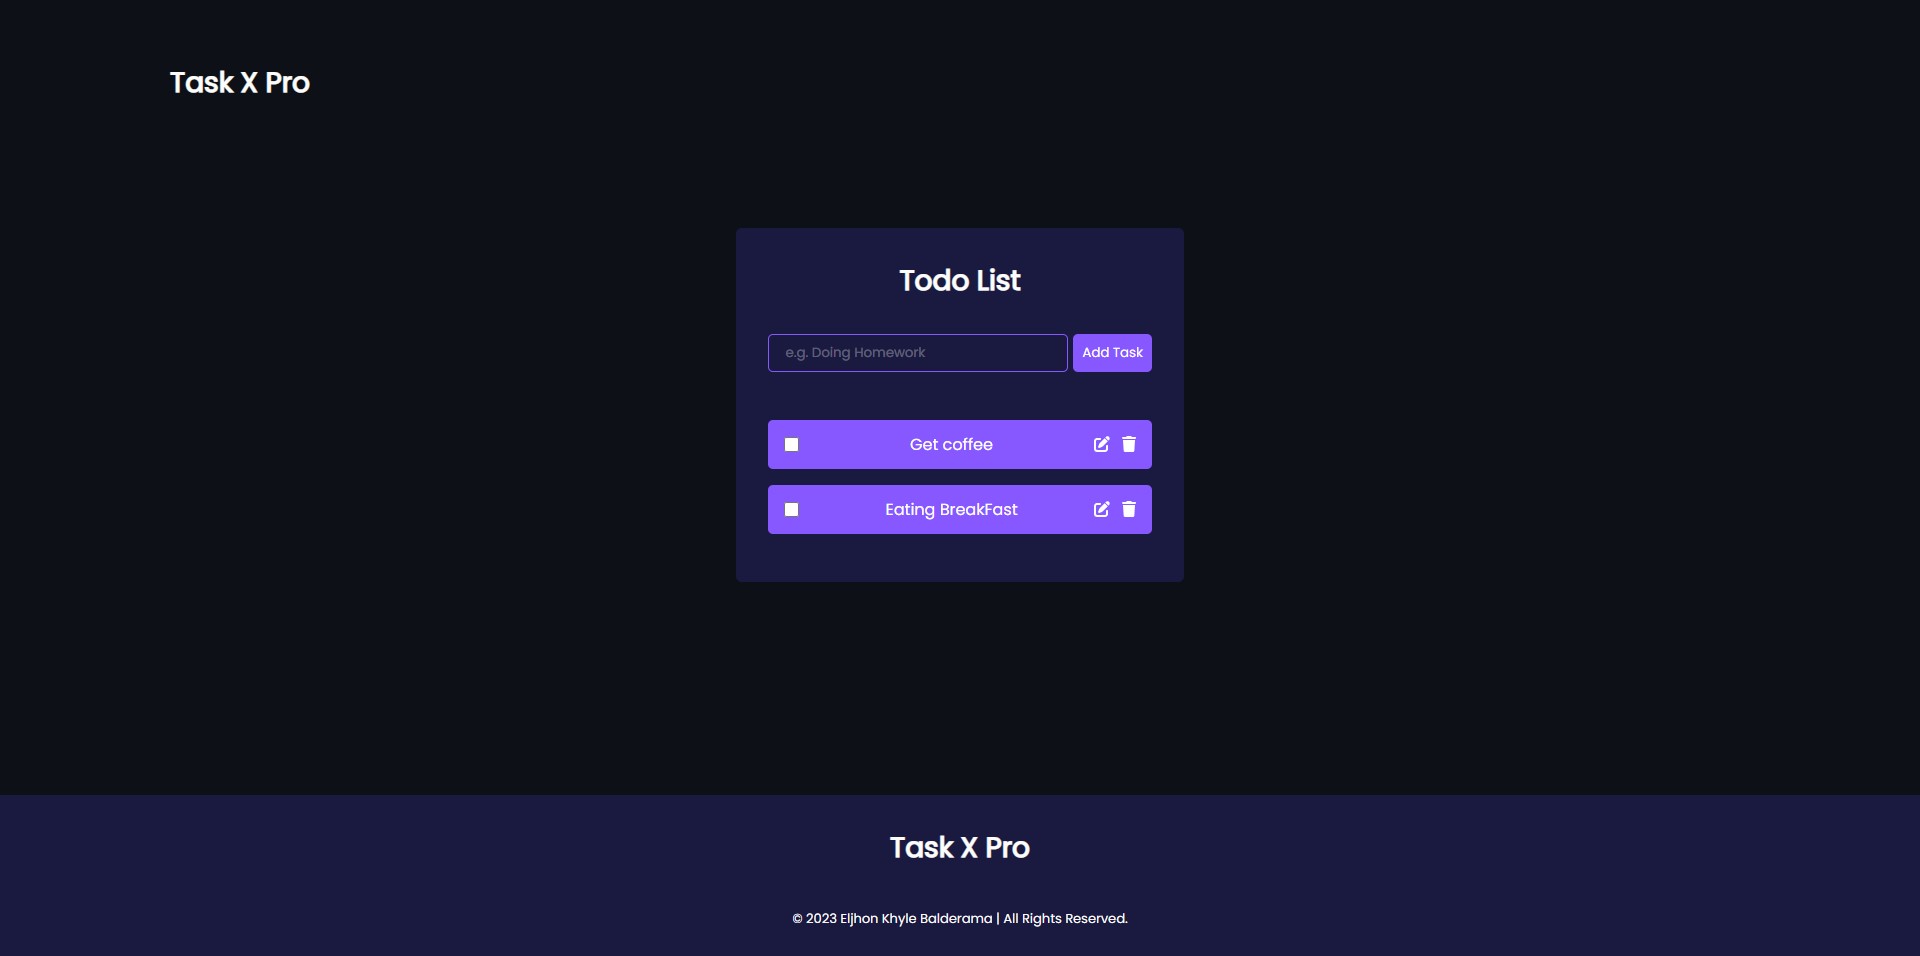 Task X Pro
Todo List
e.g. Doing Homework
Add Task
Get coffee
Eating BreakFast
Task X Pro
© 2023 Eljhon Khyle Balderama | All Rights Reserved.